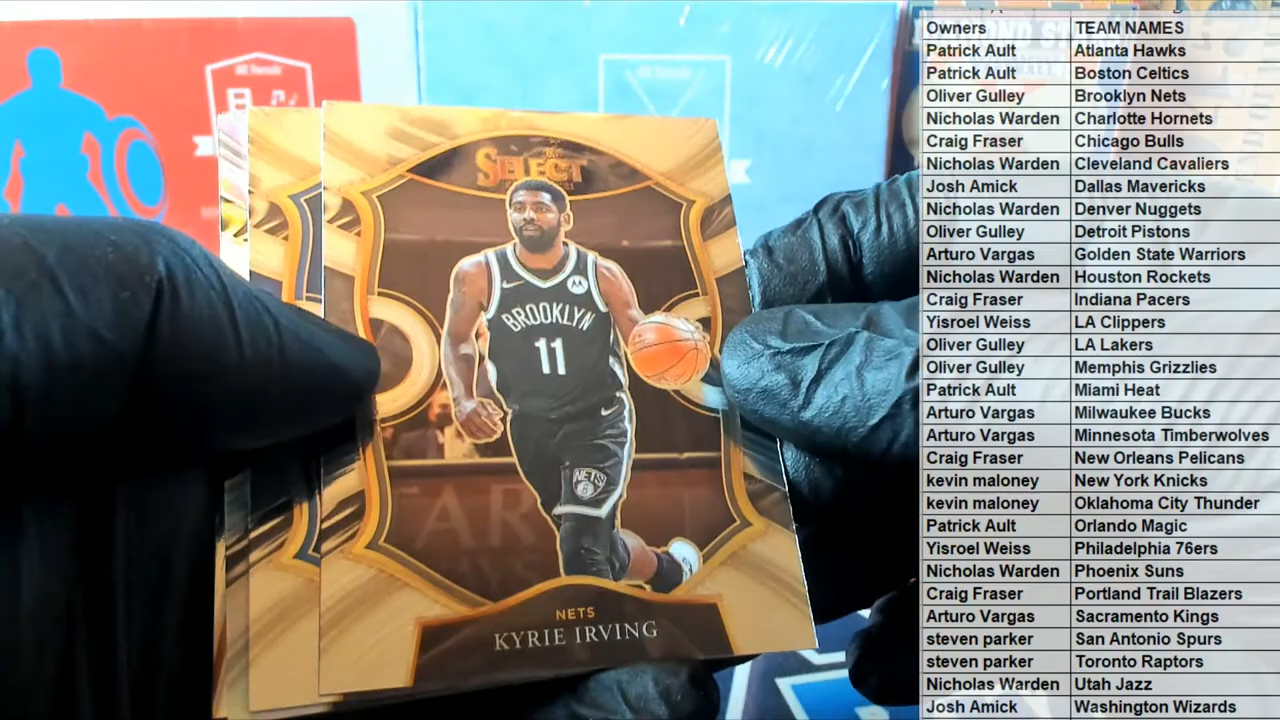 SELECT
BROOKLYN
11
NETS
NETS
KYRIE IRVING
Owners TEAM NAMES
Patrick Ault Atlanta Hawks
Patrick Ault Boston Celtics
Oliver Gulley Brooklyn Nets
Nicholas Warden Charlotte Hornets
Craig Fraser Chicago Bulls
Nicholas Warden Cleveland Cavaliers
Josh Amick Dallas Mavericks
Nicholas Warden Denver Nuggets
Oliver Gulley Detroit Pistons
Arturo Vargas Golden State Warriors
Nicholas Warden Houston Rockets
Craig Fraser Indiana Pacers
Yisroel Weiss LA Clippers
Oliver Gulley LA Lakers
Oliver Gulley Memphis Grizzlies
Patrick Ault Miami Heat
Arturo Vargas Milwaukee Bucks
Arturo Vargas Minnesota Timberwolves
Craig Fraser New Orleans Pelicans
kevin maloney New York Knicks
kevin maloney Oklahoma City Thunder
Patrick Ault Orlando Magic
Yisroel Weiss Philadelphia 76ers
Nicholas Warden Phoenix Suns
Craig Fraser Portland Trail Blazers
Arturo Vargas Sacramento Kings
steven parker San Antonio Spurs
steven parker Toronto Raptors
Nicholas Warden Utah Jazz
Josh Amick Washington Wizards